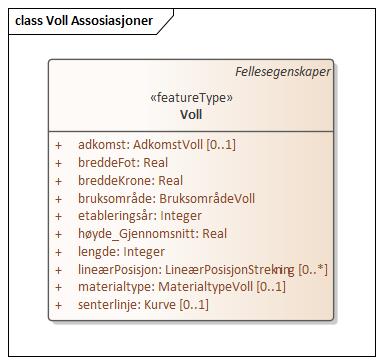 class Voll Assosiasjoner
Fellesegenskaper
«featureType»
Voll
+ adkomst: AdkomstVoll [0..1]
+ breddeFot: Real
+ breddeKrone: Real
+ bruksområde: BruksområdeVoll
+ etableringsår: Integer
+ høyde_Gjennomsnitt: Real
+ lengde: Integer
+ lineærPosisjon: LineærPosisjonStrekning [0..*]
+ materialtype: MaterialtypeVoll [0..1]
+ senterlinje: Kurve [0..1]